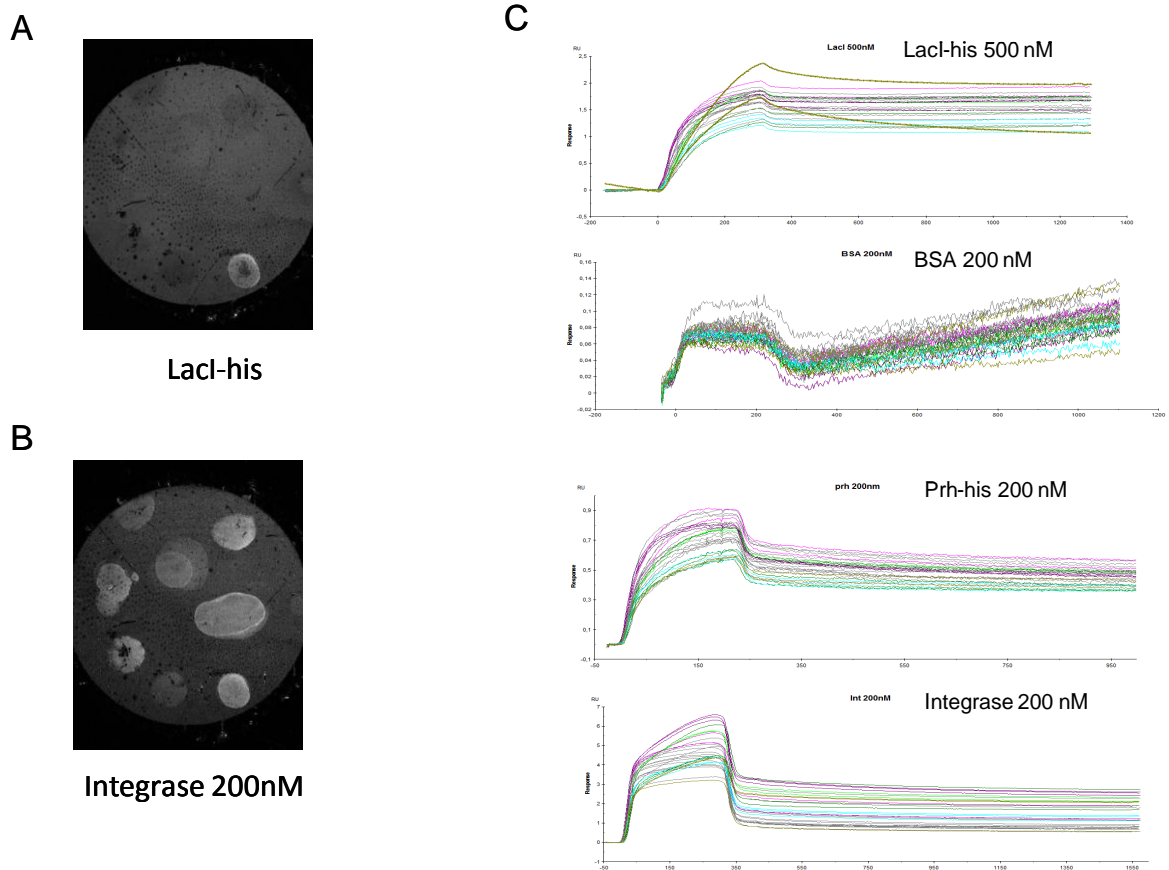 A
LacI-his
B
Integrase 200nM
C
RU
LacI 500nM
LacI-his 500 nM
2,5
2
1,5
1
0,5
0
-0,5
Response
-200 0 200 400 600 800 1000 1200 1400
RU
BSA 200nM
BSA 200 nM
0,16
0,14
0,12
0,1
0,08
0,06
0,04
0,02
0
-0,02
Response
0 200 400 600 800 1000 1200
RU
prh 200nm
Prh-his 200 nM
0,9
0,7
0,5
0,3
0,1
-0,1
Response
-50 150 350 550 750 950
RU
Int 200nM
Integrase 200 nM
7
6
5
4
3
2
1
0
-1
Response
-50 150 350 550 750 950 1150 1350 1550